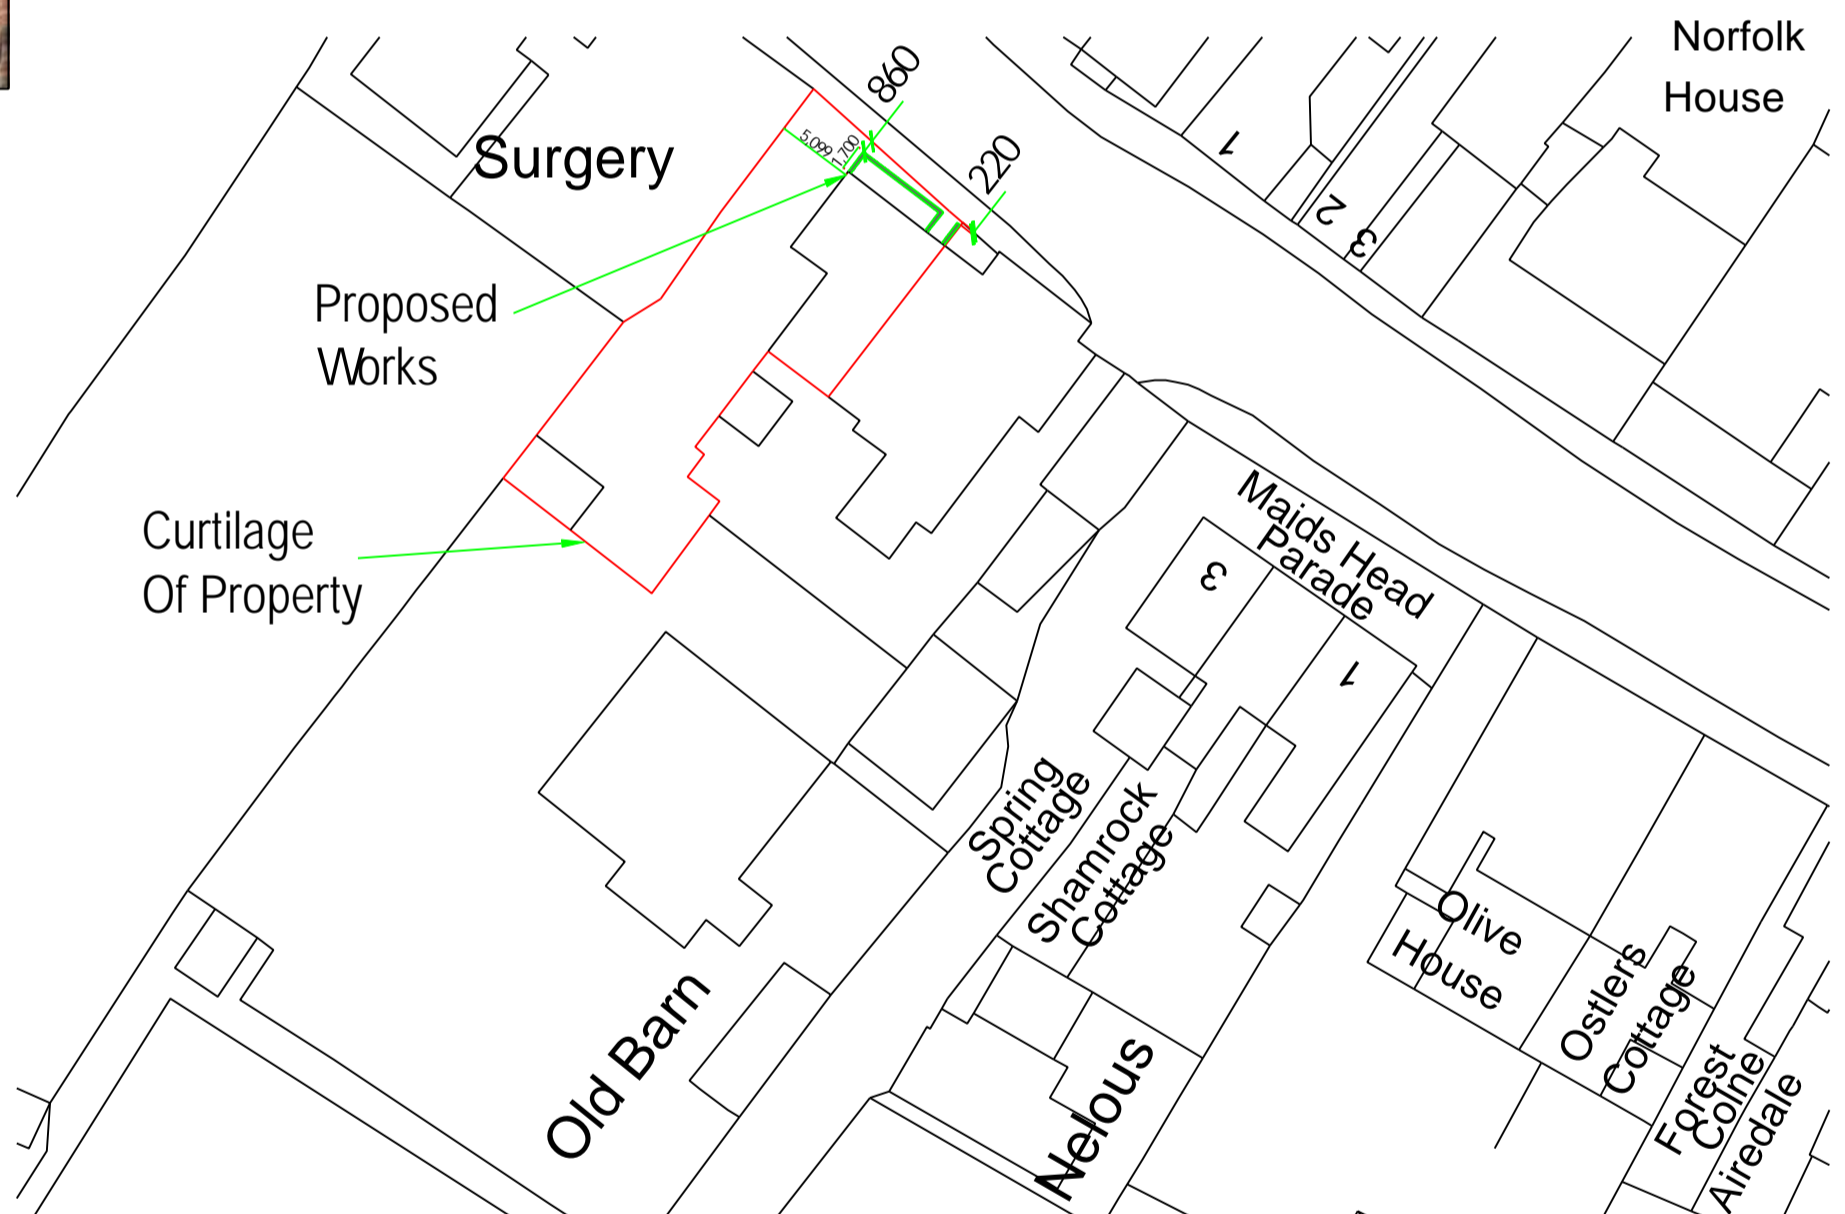 Norfolk
House
860
220
5,099
1,700
Surgery
1
2
3
Proposed
Works
Curtilage
Of Property
Maids Head
Parade
3
1
Spring
Cottage
Shamrock
Cottage
Olive
House
Ostlers
Cottage
Forest
Colne
Airedale
Old Barn
Nelous